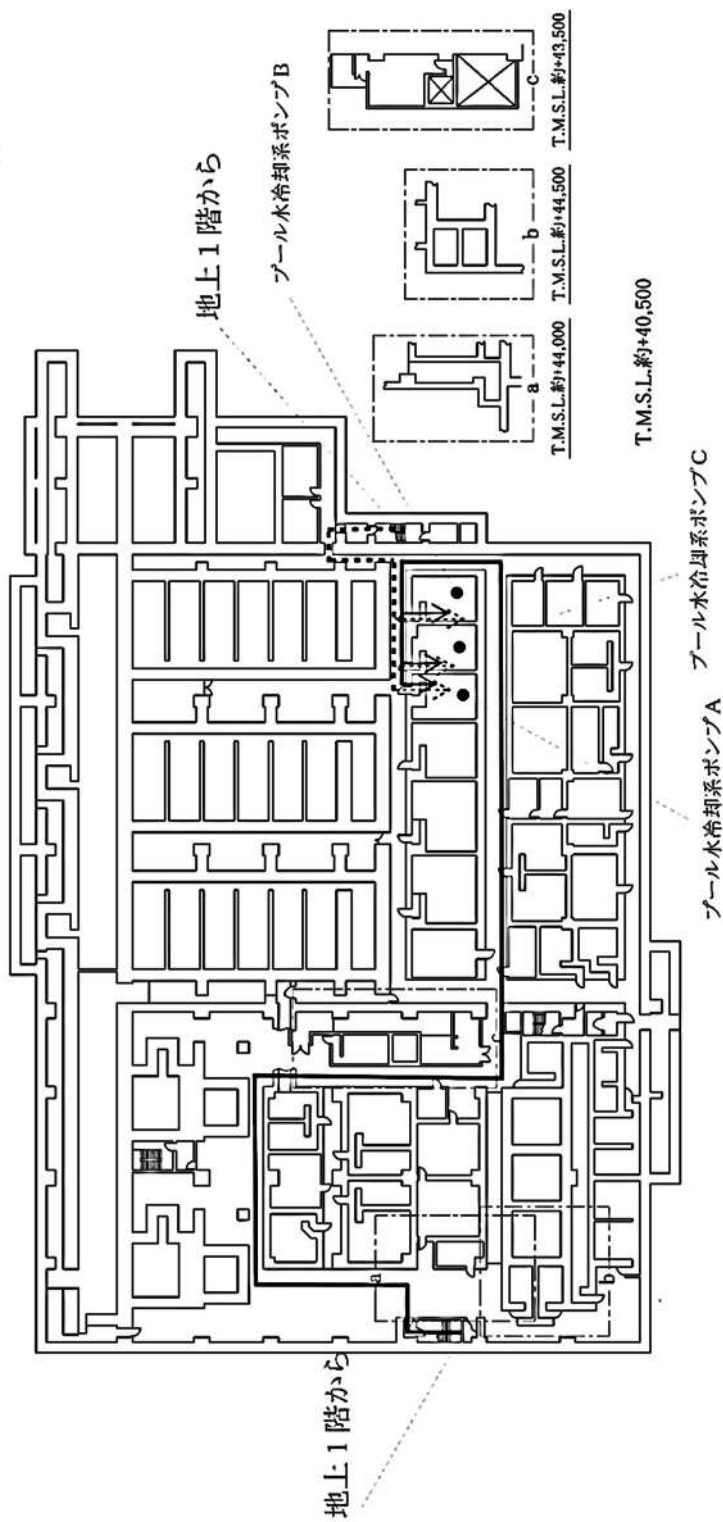 地上1階から
プール水冷却系ポンプB
地上1階から
プール水冷却系ポンプA
プール水冷却系ポンプC
a
b
c
a
T.M.S.L.約+44,000
b
T.M.S.L.約+44,500
c
T.M.S.L.約+43,500
T.M.S.L.約+40,500